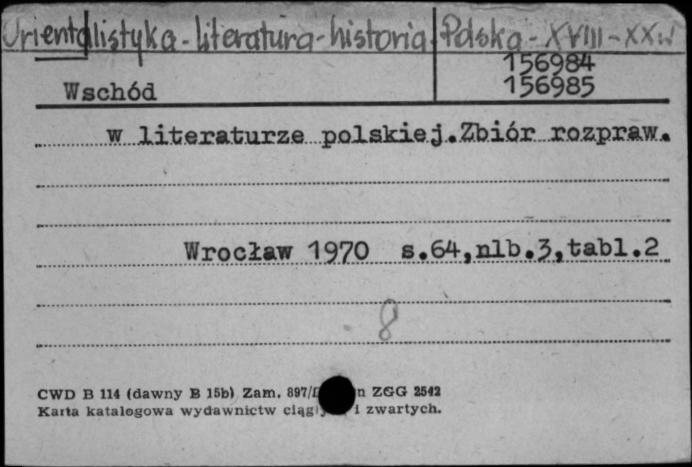 Orientalistyka - literatura - historia. Polska - XVIII - XX w
156984
Wschód 156985
w literaturze polskiej.Zbiór rozpraw.
Wrocław 1970 s.64,nlb.3,tabl.2
8
CWD B 114 (dawny B 15b) Zam. 897/ n ZGG 2542
Karta katalogowa wydawnictw i zwartych.